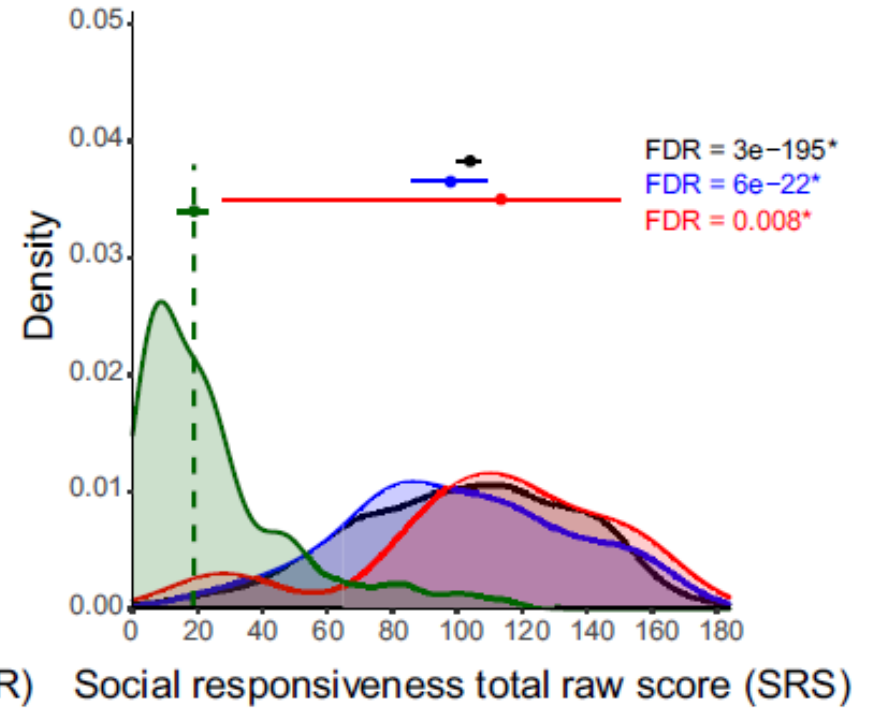 0.05
0.04
0.03
0.02
0.01
0.00
Density
FDR = 3e−195*
FDR = 6e−22*
FDR = 0.008*
0 20 40 60 80 100 120 140 160 180
R) Social responsiveness total raw score (SRS)